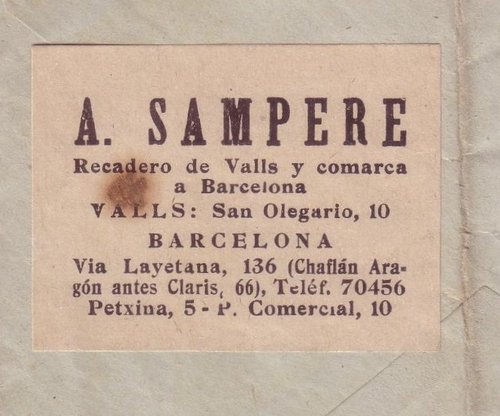 A. SAMPERE
Recadero de Valls y comarca
a Barcelona
VALLS: San Olegario, 10
BARCELONA
Via Layetana, 136 (Chaflán Ara-
gón antes Claris, 66), Teléf. 70456
Petxina, 5 - P. Comercial, 10